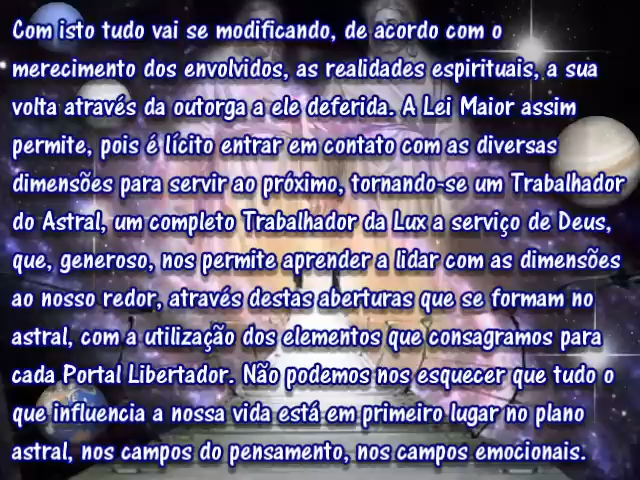 Com isto tudo vai se modificando, de acordo com o
merecimento dos envolvidos, as realidades espirituais, a sua
volta através da outorga a ele deferida. A Lei Maior assim
permite, pois é lícito entrar em contato com as diversas
dimensões para servir ao próximo, tornando-se um Trabalhador
do Astral, um completo Trabalhador da Lux a serviço de Deus,
que, generoso, nos permite aprender a lidar com as dimensões
ao nosso redor, através destas aberturas que se formam no
astral, com a utilização dos elementos que consagramos para
cada Portal Libertador. Não podemos nos esquecer que tudo o
que influencia a nossa vida está em primeiro lugar no plano
astral, nos campos do pensamento, nos campos emocionais.